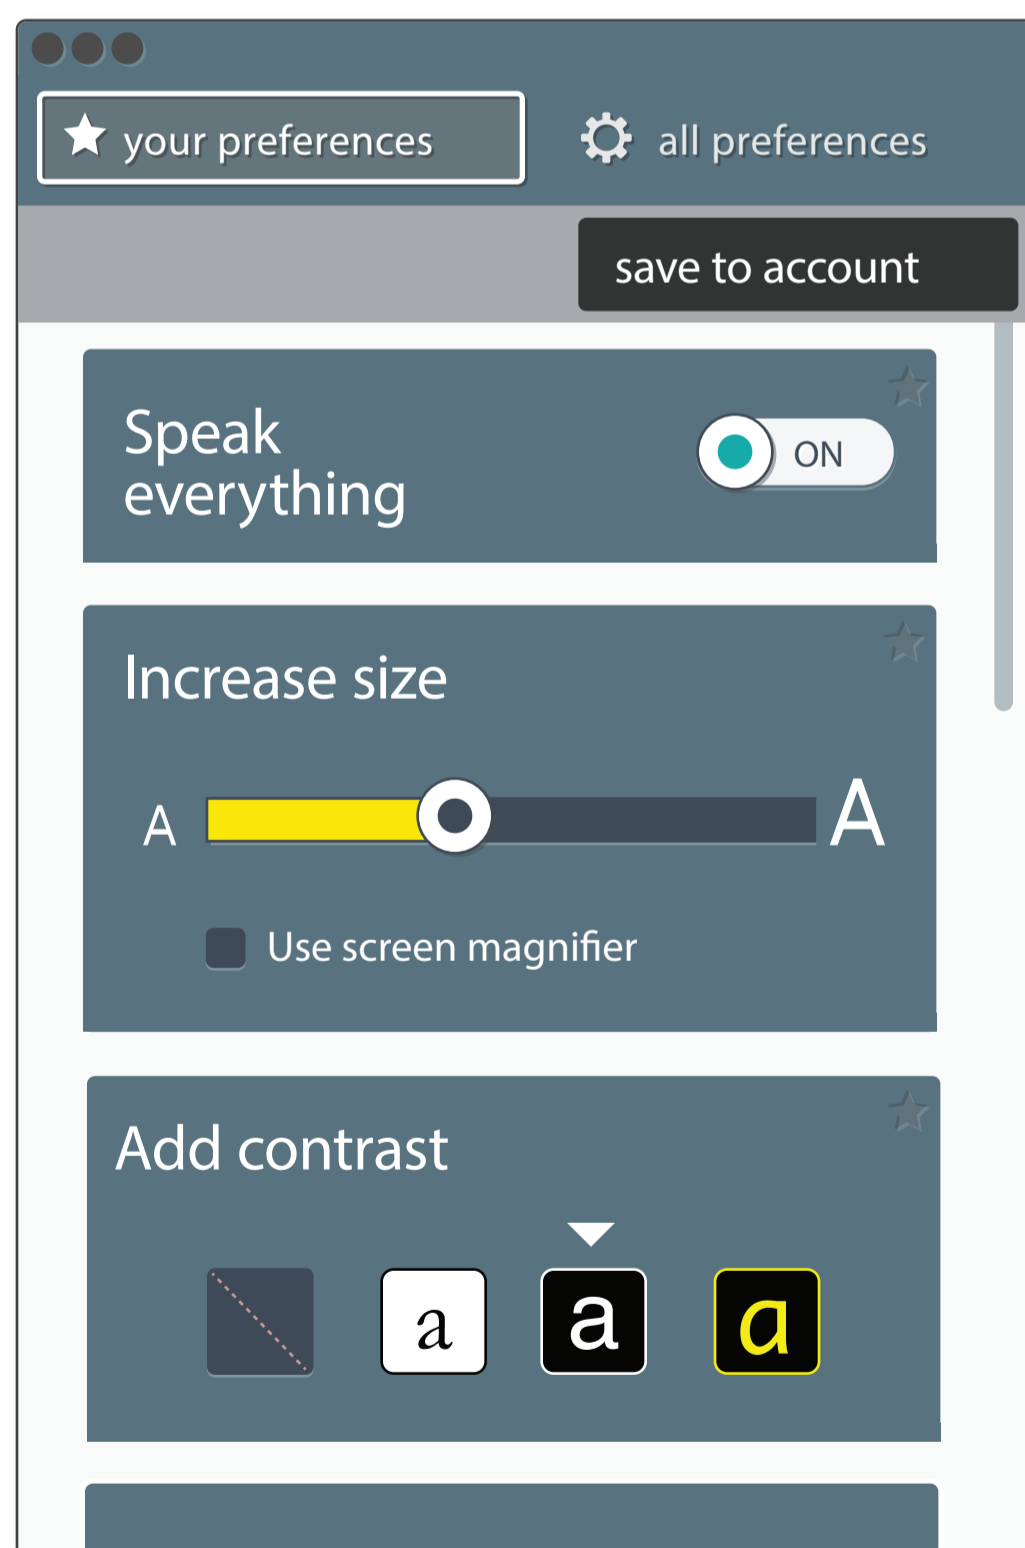 your preferences
all preferences
save to account
Speak
everything
ON
Increase size
A
A
Use screen magnifier
Add contrast
a
a
a